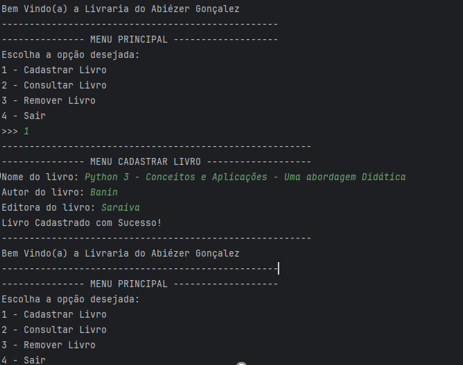 Bem Vindo(a) a Livraria do Abiézer Gonçalez
--------------------------------------------------
--------------- MENU PRINCIPAL -------------------
Escolha a opção desejada:
1 - Cadastrar Livro
2 - Consultar Livro
3 - Remover Livro
4 - Sair
>>> 1
--------------------------------------------------------
--------------- MENU CADASTRAR LIVRO -------------------
Nome do livro: Python 3 - Conceitos e Aplicações - Uma abordagem Didática
Autor do livro: Banin
Editora do livro: Saraiva
Livro Cadastrado com Sucesso!
--------------------------------------------------------
Bem Vindo(a) a Livraria do Abiézer Gonçalez
--------------------------------------------------
--------------- MENU PRINCIPAL -------------------
Escolha a opção desejada:
1 - Cadastrar Livro
2 - Consultar Livro
3 - Remover Livro
4 - Sair